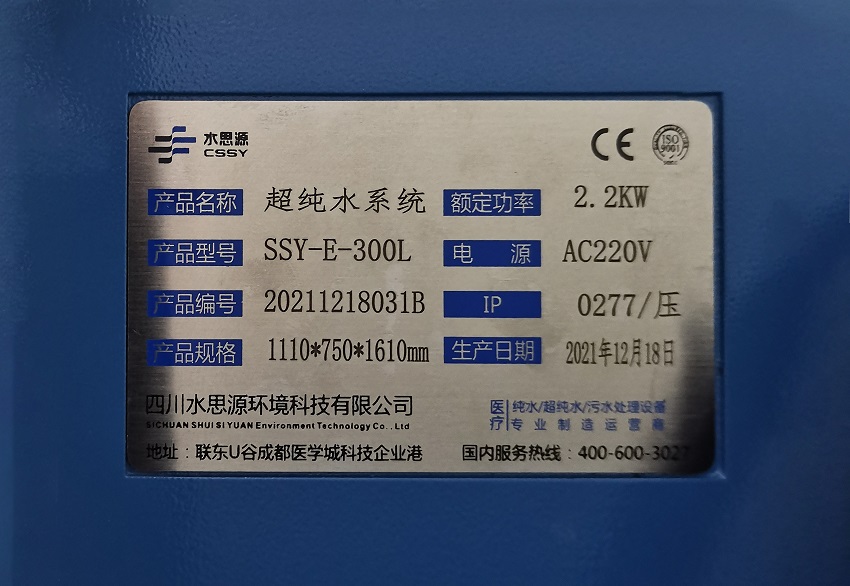 水思源
CSSY
CE
ISO
9001
产品名称 超纯水系统 额定功率 2.2KW
产品型号 SSY-E-300L 电 源 AC220V
产品编号 20211218031B IP 0277/压
产品规格 1110*750*1610mm 生产日期 2021年12月18日
四川水思源环境科技有限公司
SICHUAN SHUI SI YUAN Environment Technology Co.,Ltd
医疗 纯水/超纯水/污水处理设备
专业制造运营商
地址：联东U谷成都医学城科技企业港 国内服务热线：400-600-3027